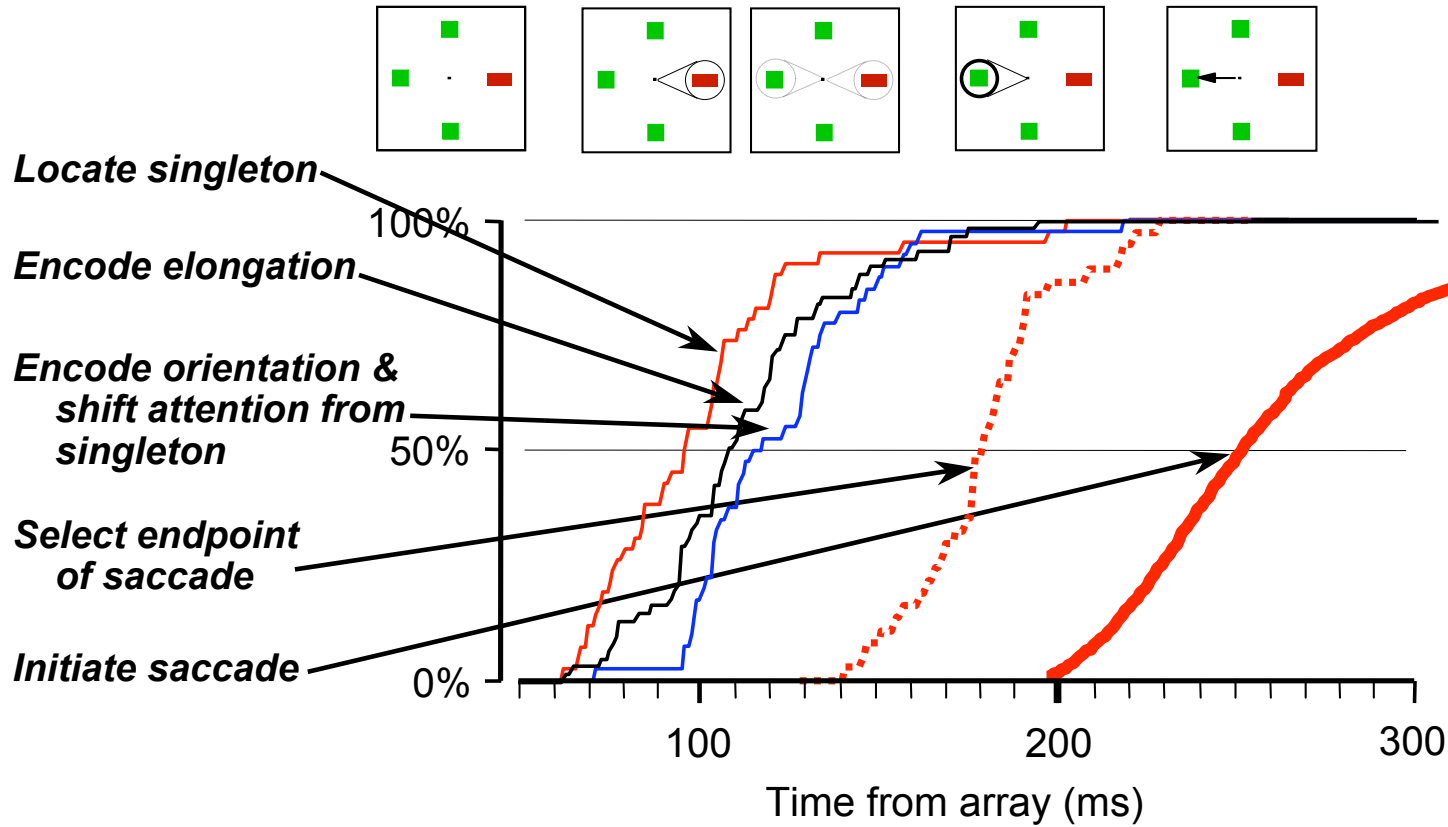 Locate singleton
100%
Encode elongation
Encode orientation &
shift attention from
singleton
50%
Select endpoint
of saccade
Initiate saccade
0%
100
200
300
Time from array (ms)